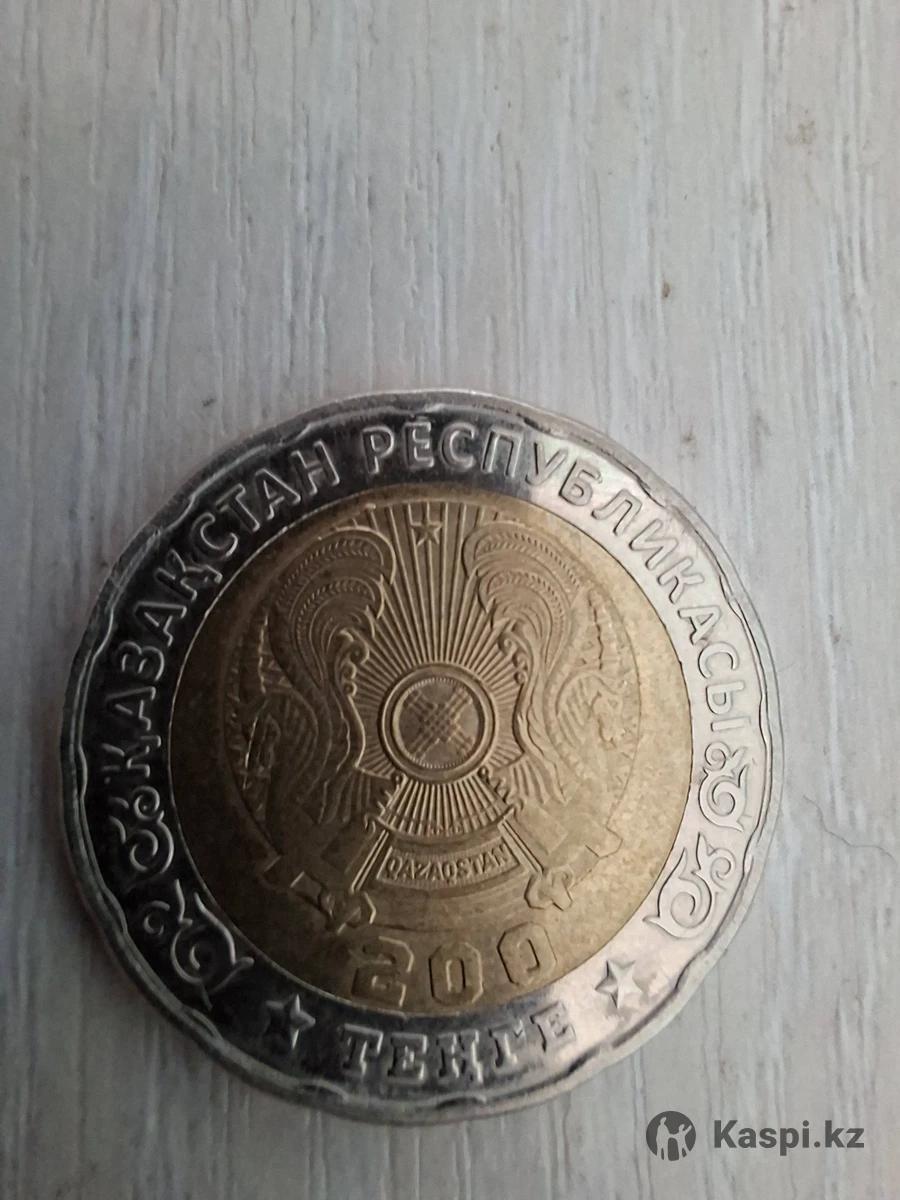 ҚАЗАҚСТАН РЕСПУБЛИКАСЫ
QAZAQSTAN
200
ТЕҢГЕ
Kaspi.kz